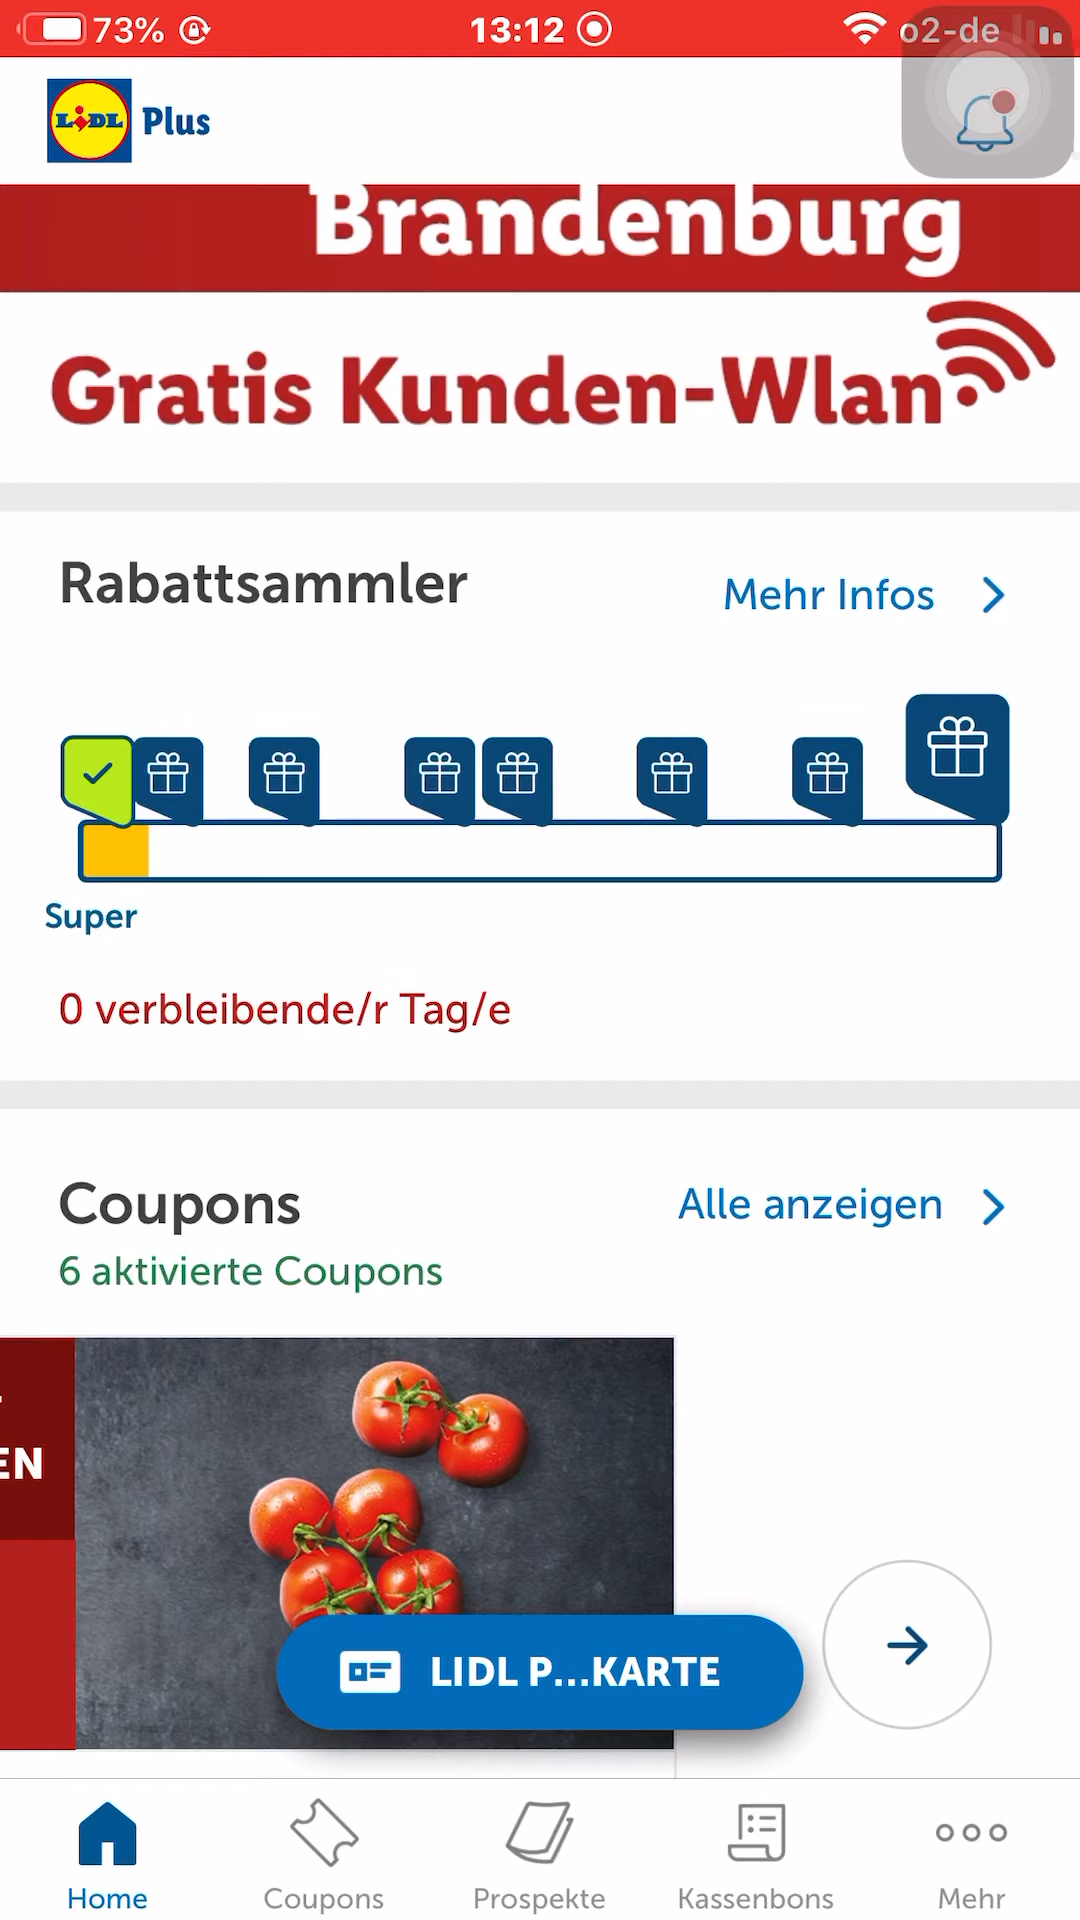 73%
13:12
o2-de
LIDL Plus
Brandenburg
Gratis Kunden-Wlan
Rabattsammler
Mehr Infos
Super
0 verbleibende/r Tag/e
Coupons
Alle anzeigen
6 aktivierte Coupons
EN
LIDL P...KARTE
Home
Coupons
Prospekte
Kassenbons
Mehr